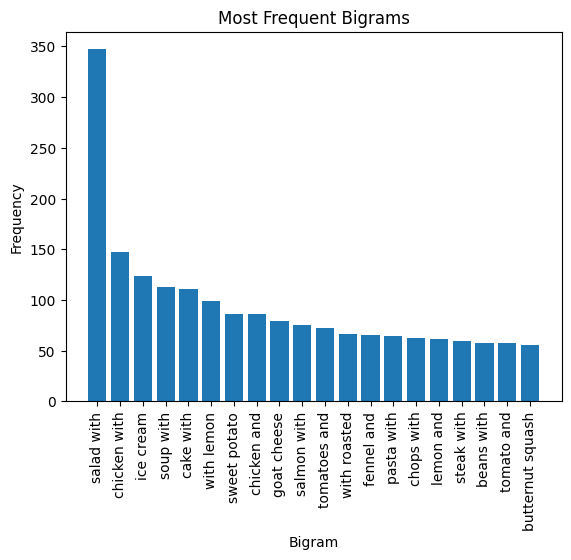 Most Frequent Bigrams
350
300
250
200
150
100
50
0
Frequency
salad with
chicken with
ice cream
soup with
cake with
with lemon
sweet potato
chicken and
goat cheese
salmon with
tomatoes and
with roasted
fennel and
pasta with
chops with
lemon and
steak with
beans with
tomato and
butternut squash
Bigram